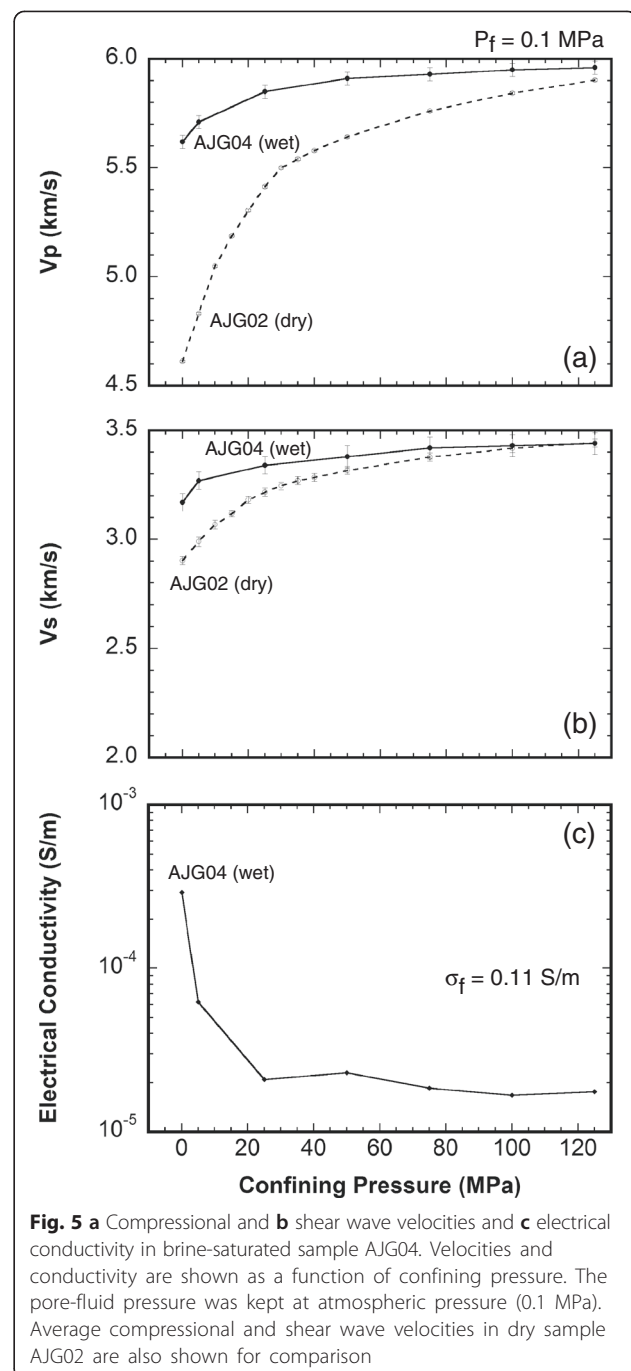 P_f = 0.1 MPa
6.0
5.5
5.0
4.5
Vp (km/s)
AJG04 (wet)
AJG02 (dry)
(a)
3.5
3.0
2.5
2.0
Vs (km/s)
AJG04 (wet)
AJG02 (dry)
(b)
10^-3
10^-4
10^-5
Electrical Conductivity (S/m)
AJG04 (wet)
(c)
σ_f = 0.11 S/m
0 20 40 60 80 100 120
Confining Pressure (MPa)
Fig. 5 a Compressional and b shear wave velocities and c electrical
conductivity in brine-saturated sample AJG04. Velocities and
conductivity are shown as a function of confining pressure. The
pore-fluid pressure was kept at atmospheric pressure (0.1 MPa).
Average compressional and shear wave velocities in dry sample
AJG02 are also shown for comparison